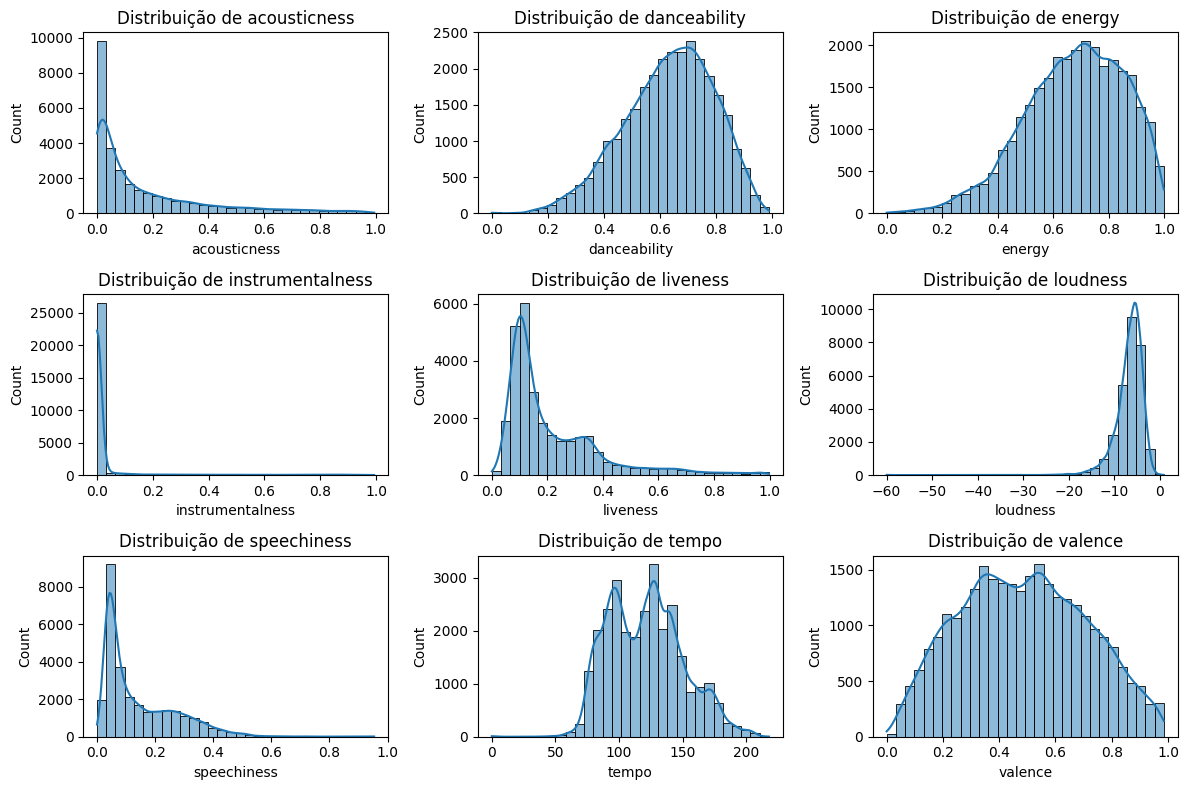 Distribuição de acousticness
Distribuição de danceability
Distribuição de energy
Count
10000
8000
6000
4000
2000
0
0.0 0.2 0.4 0.6 0.8 1.0
acousticness
Count
2500
2000
1500
1000
500
0
0.0 0.2 0.4 0.6 0.8 1.0
danceability
Count
2000
1500
1000
500
0
0.0 0.2 0.4 0.6 0.8 1.0
energy
Distribuição de instrumentalness
Distribuição de liveness
Distribuição de loudness
Count
25000
20000
15000
10000
5000
0
0.0 0.2 0.4 0.6 0.8 1.0
instrumentalness
Count
6000
4000
2000
0
0.0 0.2 0.4 0.6 0.8 1.0
liveness
Count
10000
8000
6000
4000
2000
0
−60 −50 −40 −30 −20 −10 0
loudness
Distribuição de speechiness
Distribuição de tempo
Distribuição de valence
Count
8000
6000
4000
2000
0
0.0 0.2 0.4 0.6 0.8 1.0
speechiness
Count
3000
2000
1000
0
0 50 100 150 200
tempo
Count
1500
1000
500
0
0.0 0.2 0.4 0.6 0.8 1.0
valence